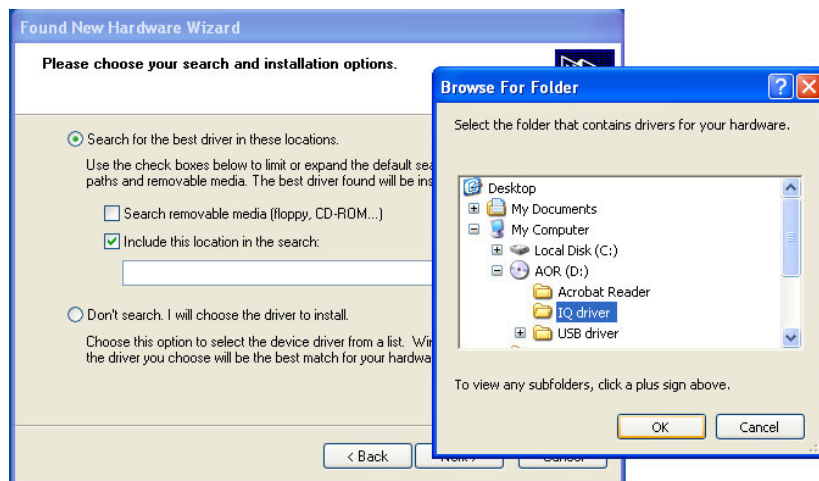 Found New Hardware Wizard
Please choose your search and installation options.
Search for the best driver in these locations.
Use the check boxes below to limit or expand the default
paths and removable media. The best driver found will be
Search removable media (floppy, CD-ROM...)
Include this location in the search:
Don't search. I will choose the driver to install.
Choose this option to select the device driver from a list.
the driver you choose will be the best match for your
< Back
Cancel
Browse For Folder
Select the folder that contains drivers for your hardware.
Desktop
My Documents
My Computer
Local Disk (C:)
AOR (D:)
Acrobat Reader
IQ driver
USB driver
To view any subfolders, click a plus sign above.
OK
Cancel